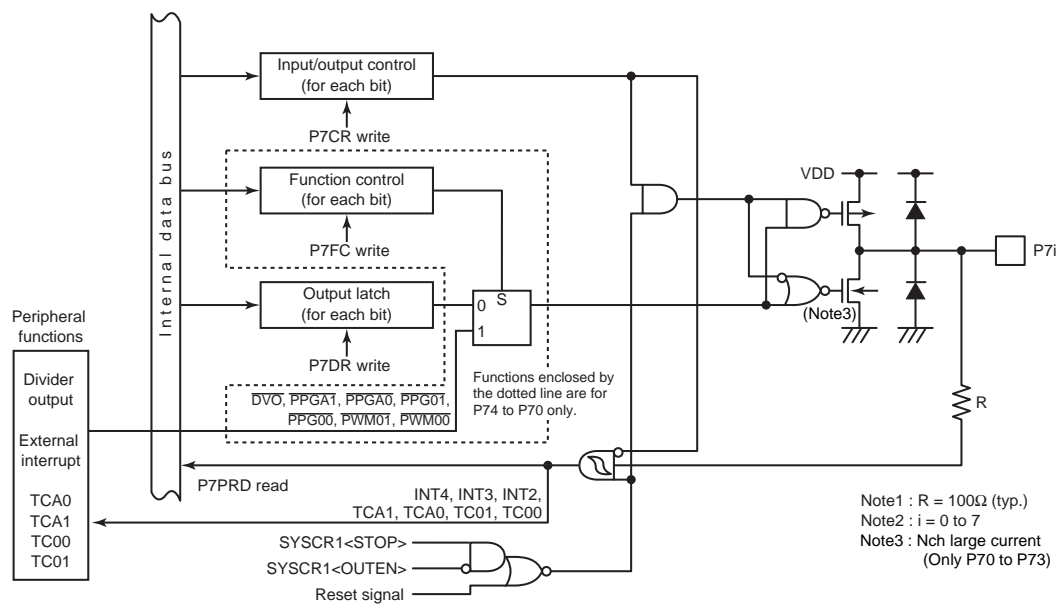 Internal data bus
Input/output control
(for each bit)
P7CR write
Function control
(for each bit)
P7FC write
Output latch
(for each bit)
P7DR write
S
0
1
Functions enclosed by
the dotted line are for
P74 to P70 only.
VDD
P7i
(Note3)
R
Peripheral
functions
Divider
output
External
interrupt
TCA0
TCA1
TC00
TC01
DVO, PPGA1, PPGA0, PPG01,
PPG00, PWM01, PWM00
P7PRD read
INT4, INT3, INT2,
TCA1, TCA0, TC01, TC00
SYSCR1<STOP>
SYSCR1<OUTEN>
Reset signal
Note1 : R = 100Ω (typ.)
Note2 : i = 0 to 7
Note3 : Nch large current
(Only P70 to P73)